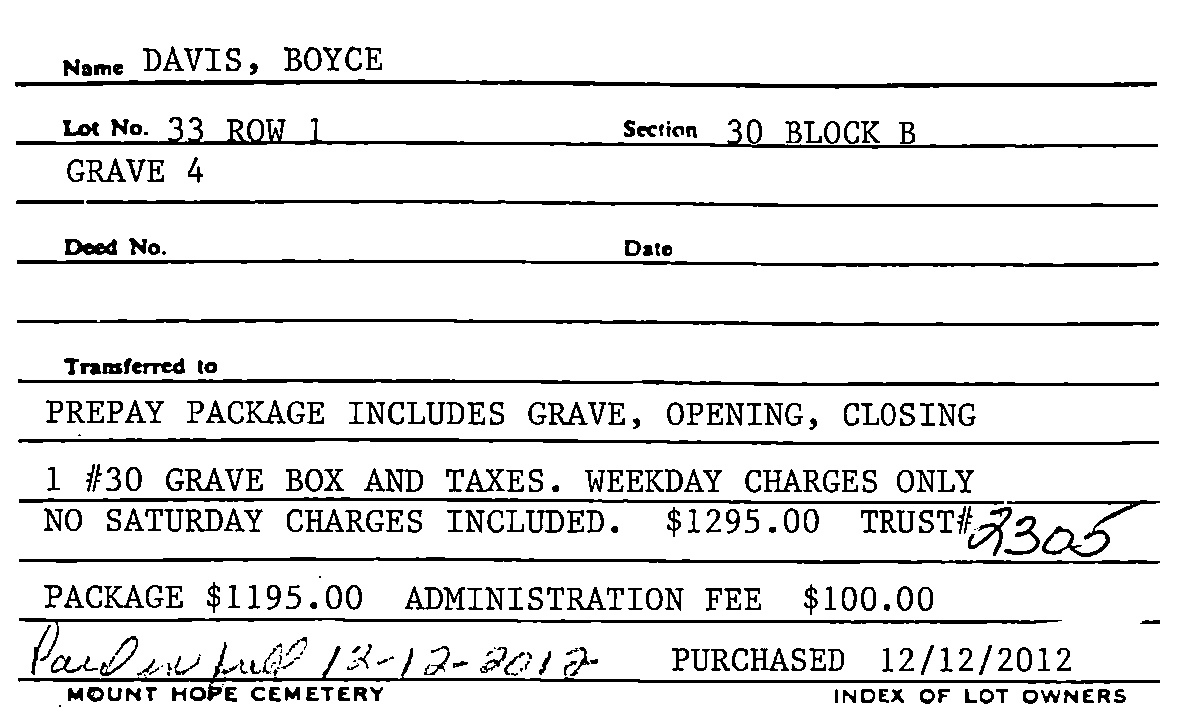 Name DAVIS, BOYCE
Lot No. 33 ROW 1 Section 30 BLOCK B
GRAVE 4
Deed No. Date
Transferred to
PREPAY PACKAGE INCLUDES GRAVE, OPENING, CLOSING
1 #30 GRAVE BOX AND TAXES. WEEKDAY CHARGES ONLY
NO SATURDAY CHARGES INCLUDED. $1295.00 TRUST# 2305
PACKAGE $1195.00 ADMINISTRATION FEE $100.00
Paid in full 12-12-2012 PURCHASED 12/12/2012
MOUNT HOPE CEMETERY INDEX OF LOT OWNERS